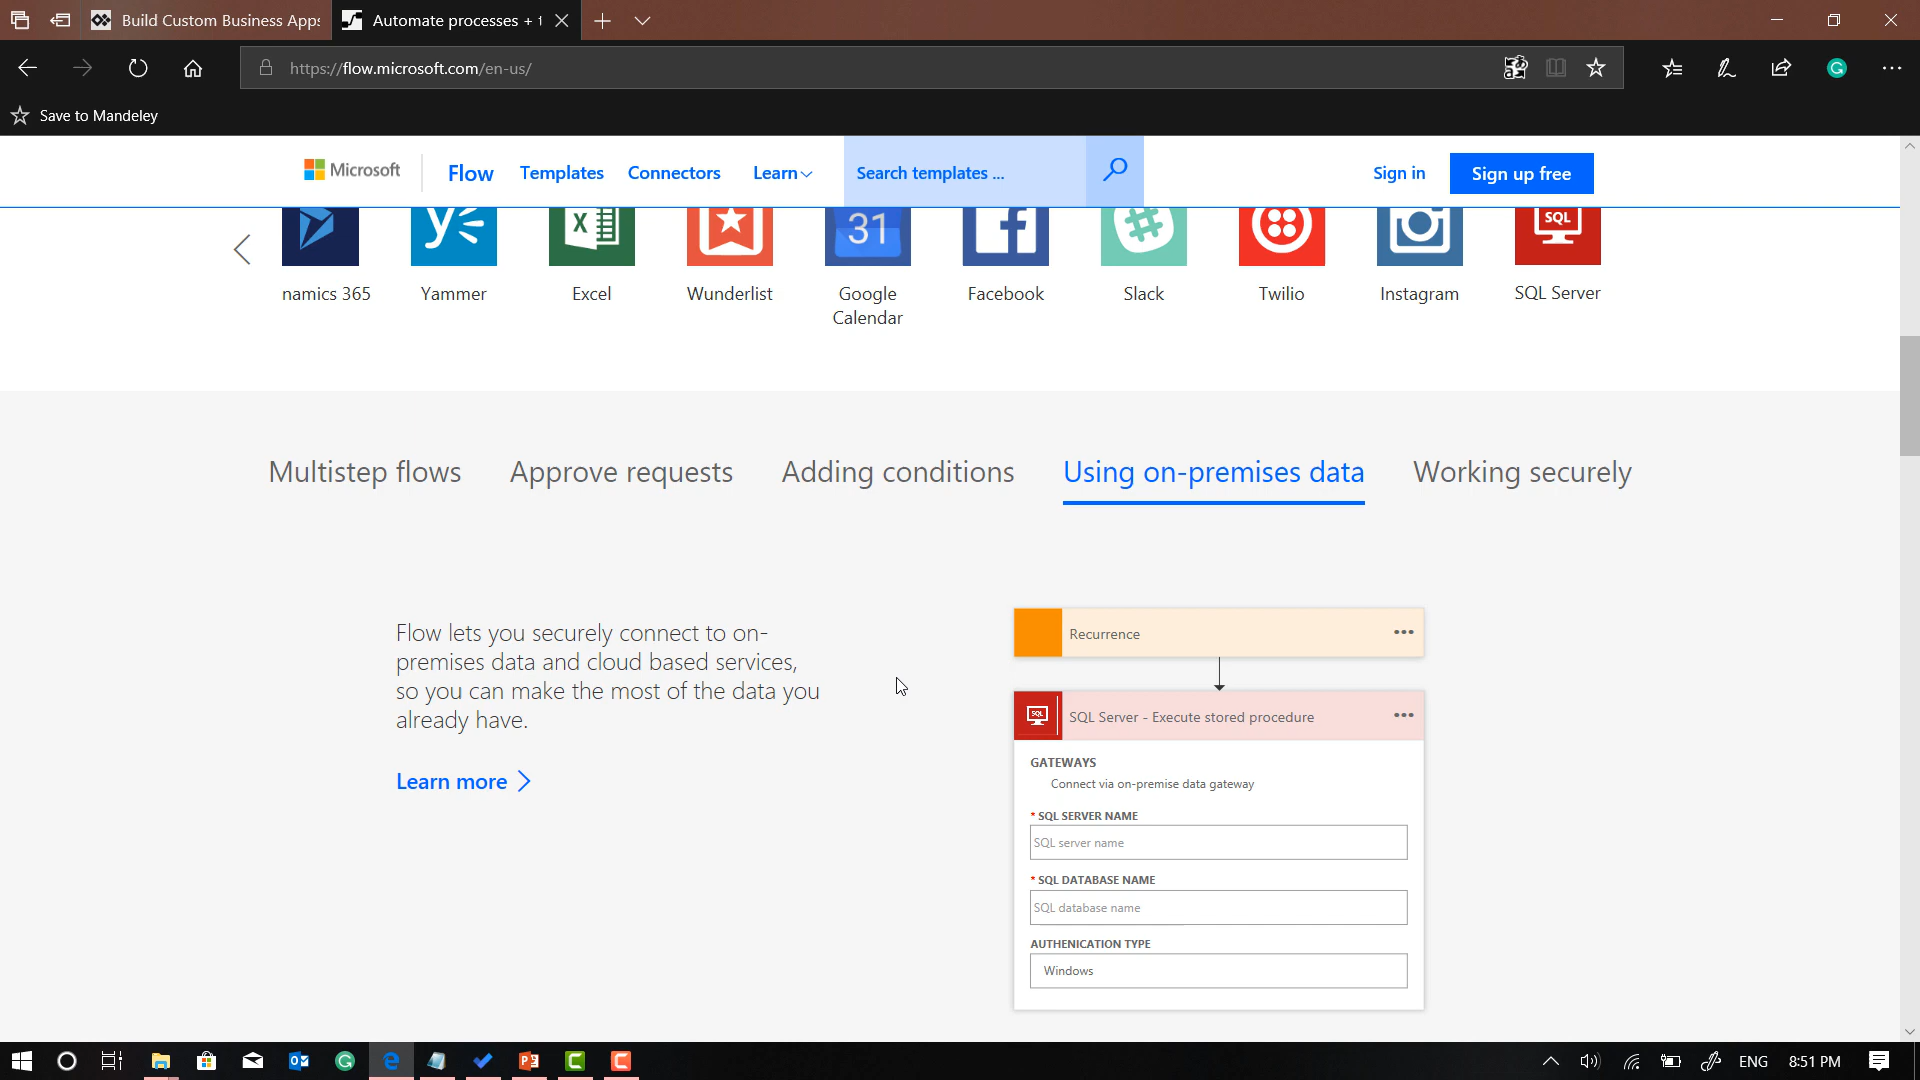 Build Custom Business Apps
Automate processes + t
https://flow.microsoft.com/en-us/
Save to Mandeley
Microsoft
Flow
Templates
Connectors
Learn
Search templates ...
Sign in
Sign up free
31
SQL
namics 365
Yammer
Excel
Wunderlist
Google
Calendar
Facebook
Slack
Twilio
Instagram
SQL Server
Multistep flows
Approve requests
Adding conditions
Using on-premises data
Working securely
Flow lets you securely connect to on-
premises data and cloud based services,
so you can make the most of the data you
already have.
Learn more
Recurrence
SQL
SQL Server - Execute stored procedure
GATEWAYS
Connect via on-premise data gateway
* SQL SERVER NAME
SQL server name
* SQL DATABASE NAME
SQL database name
AUTHENICATION TYPE
Windows
ENG
8:51 PM